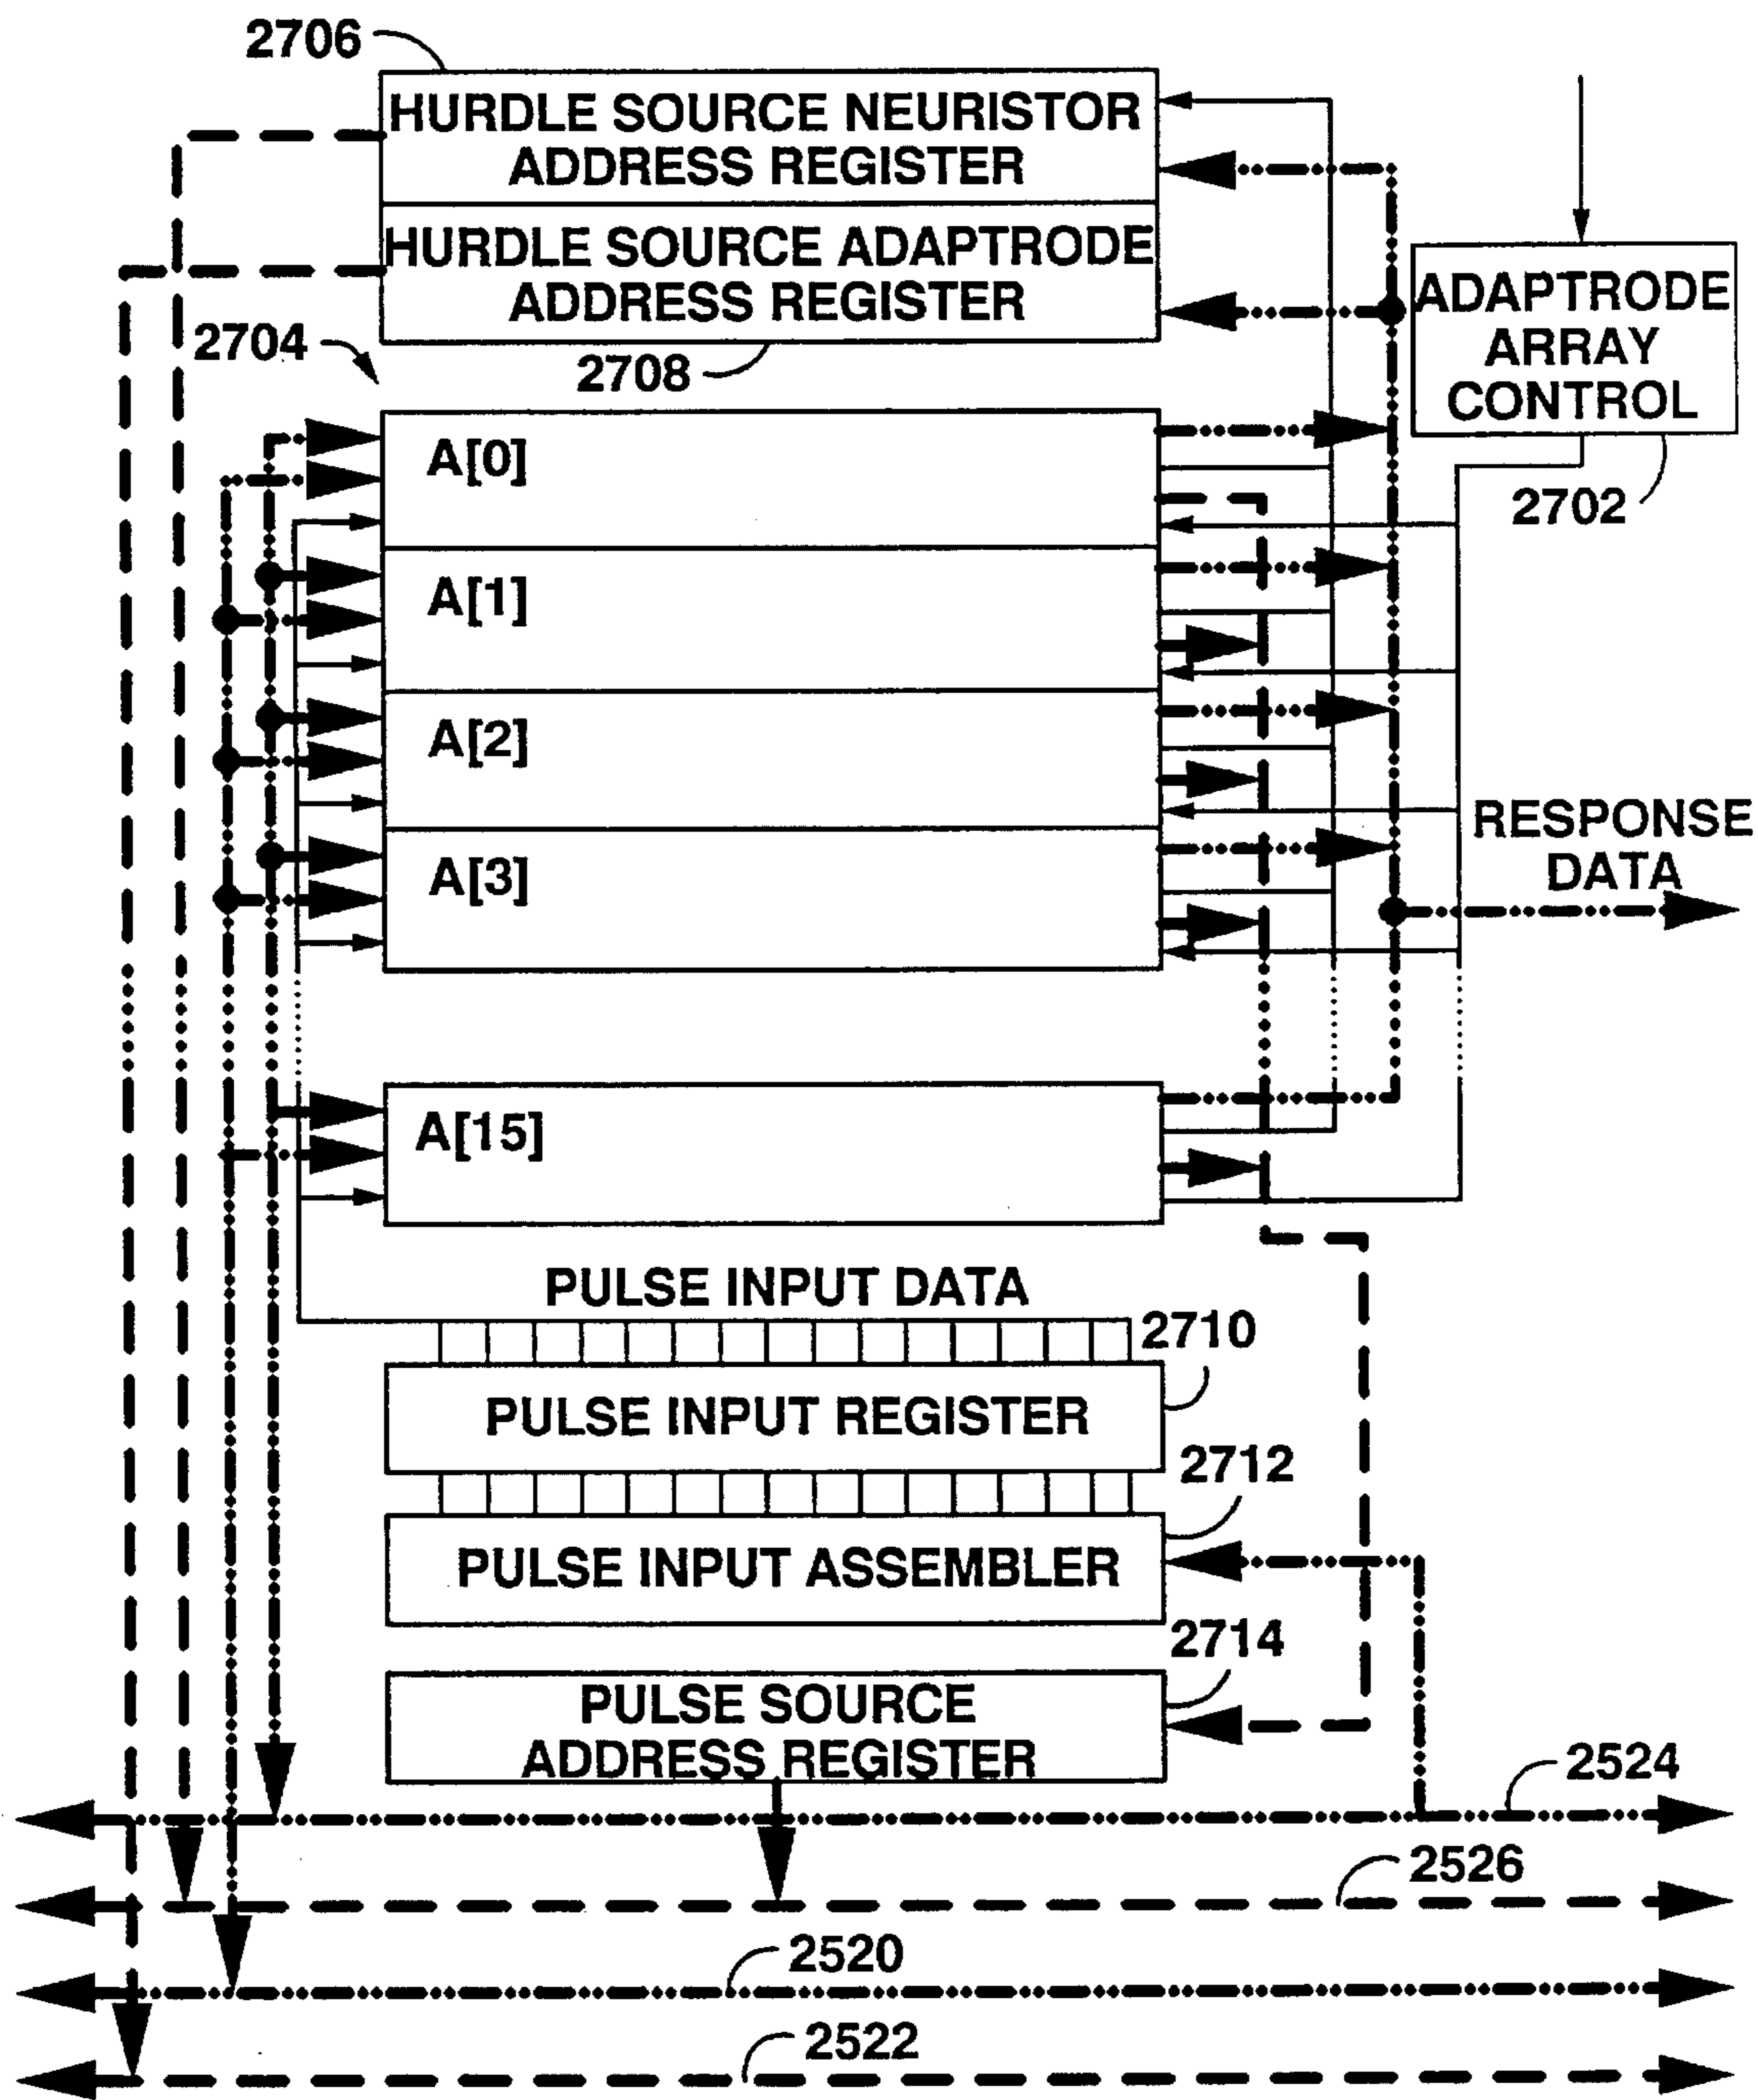 2706
HURDLE SOURCE NEURISTOR
ADDRESS REGISTER
HURDLE SOURCE ADAPTRODE
ADDRESS REGISTER
2704
2708
ADAPTRODE
ARRAY
CONTROL
2702
A[0]
A[1]
A[2]
A[3]
RESPONSE
DATA
A[15]
PULSE INPUT DATA
2710
PULSE INPUT REGISTER
2712
PULSE INPUT ASSEMBLER
2714
PULSE SOURCE
ADDRESS REGISTER
2524
2526
2520
2522